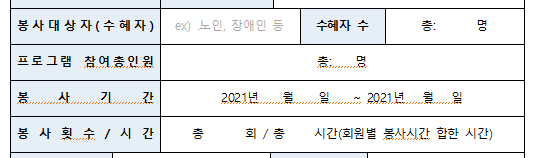 봉사대상자(수혜자) ex) .노인, 장애인 등 수혜자 수 총: 명
프로그램 참여총인원 총: 명
봉 사 기 간 2021년 월 일 ~ 2021년 월 일
봉 사 횟 수 / 시 간 총 회 / 총 시간(회원별 봉사시간 합한 시간)